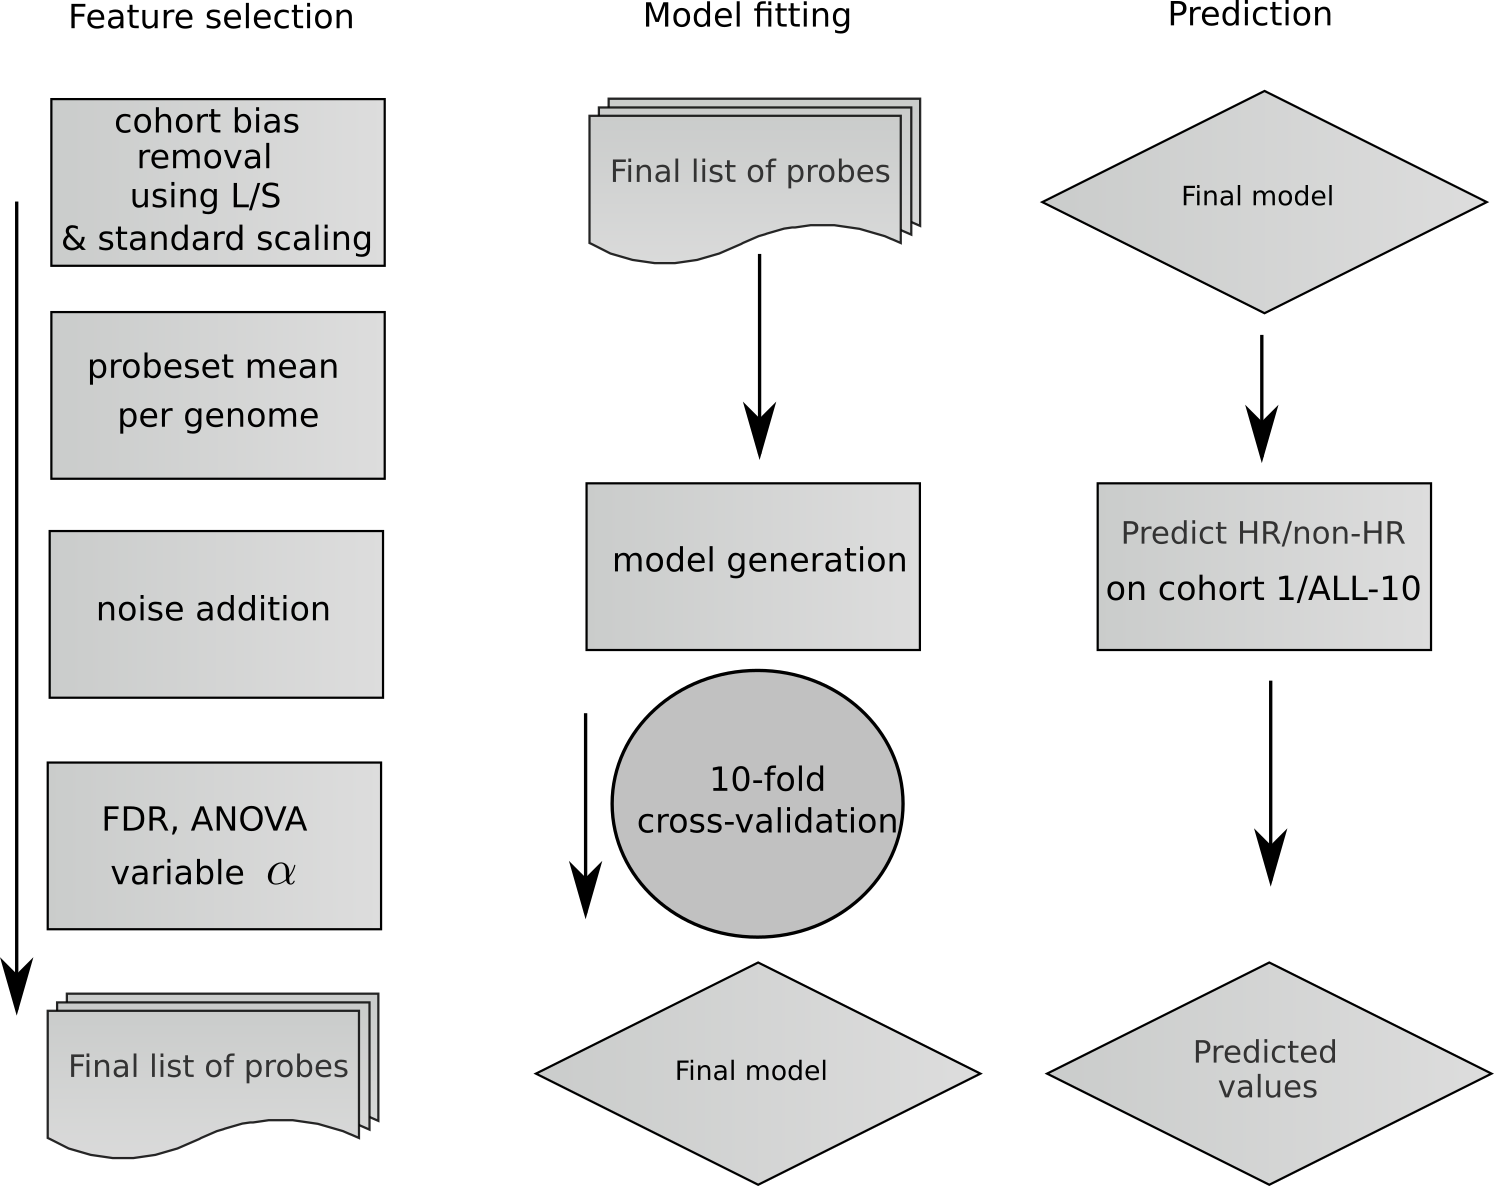 Feature selection
cohort bias
removal
using L/S
& standard scaling
probeset mean
per genome
noise addition
FDR, ANOVA
variable α
Final list of probes
Model fitting
Final list of probes
model generation
10-fold
cross-validation
Final model
Prediction
Final model
Predict HR/non-HR
on cohort 1/ALL-10
Predicted
values